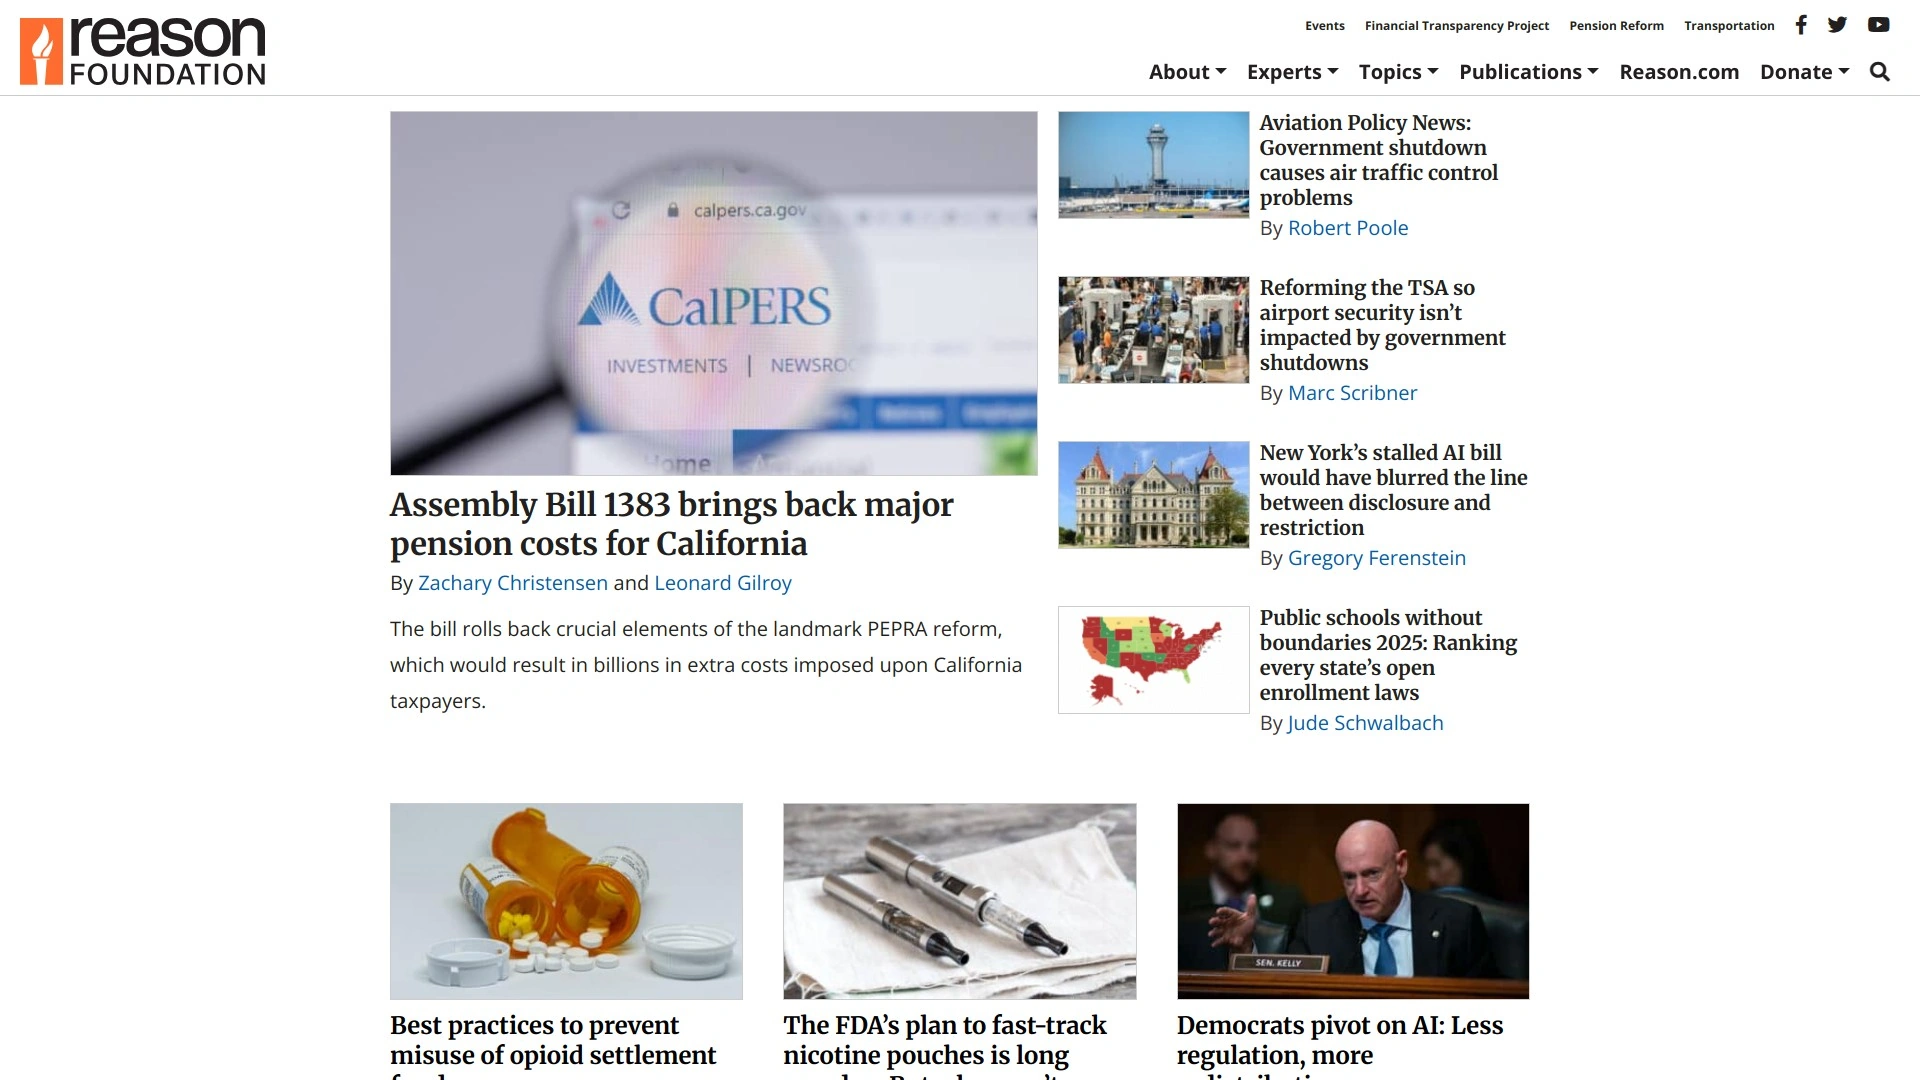 reason
FOUNDATION
Events Financial Transparency Project Pension Reform Transportation
About Experts Topics Publications Reason.com Donate
calpers.ca.gov
CalPERS
INVESTMENTS | NEWSROO
Home
Assembly Bill 1383 brings back major
pension costs for California
By Zachary Christensen and Leonard Gilroy
The bill rolls back crucial elements of the landmark PEPRA reform,
which would result in billions in extra costs imposed upon California
taxpayers.
Aviation Policy News:
Government shutdown
causes air traffic control
problems
By Robert Poole
Reforming the TSA so
airport security isn’t
impacted by government
shutdowns
By Marc Scribner
New York’s stalled AI bill
would have blurred the line
between disclosure and
restriction
By Gregory Ferenstein
Public schools without
boundaries 2025: Ranking
every state’s open
enrollment laws
By Jude Schwalbach
Best practices to prevent
misuse of opioid settlement
The FDA’s plan to fast-track
nicotine pouches is long
SEN. KELLY
Democrats pivot on AI: Less
regulation, more